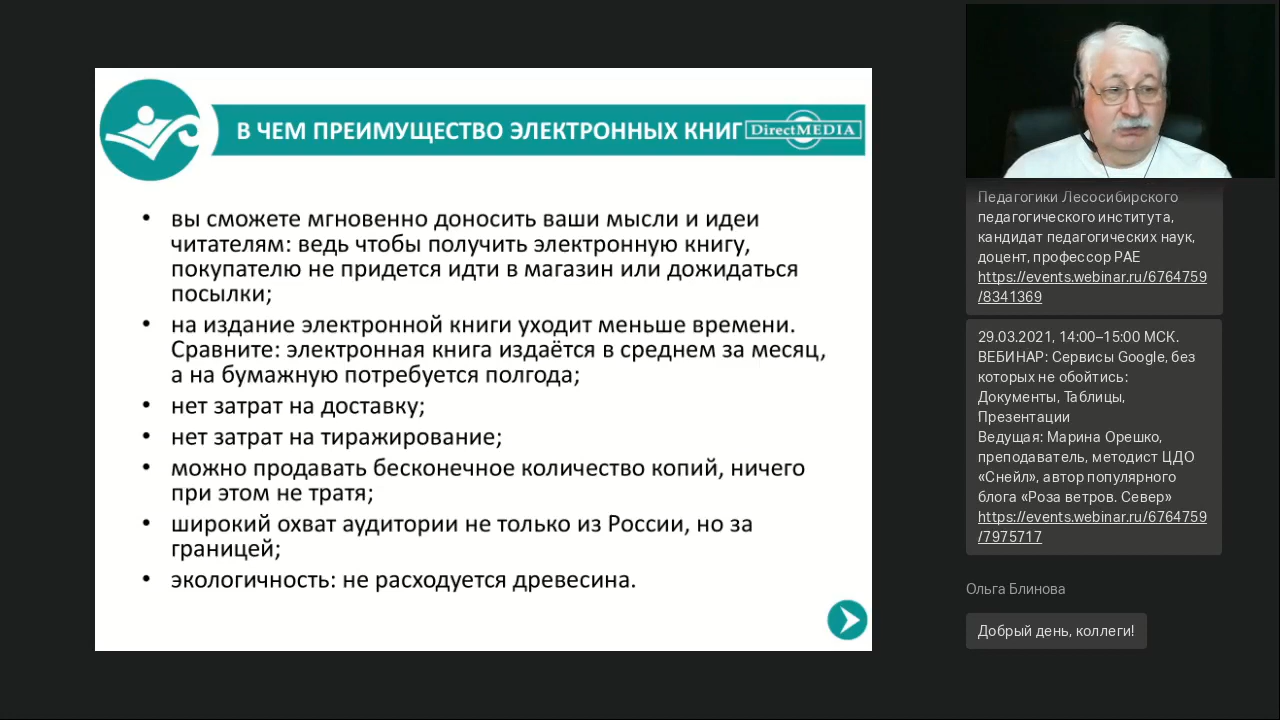 В ЧЕМ ПРЕИМУЩЕСТВО ЭЛЕКТРОННЫХ КНИГ
DirectMEDIA
• вы сможете мгновенно доносить ваши мысли и идеи
читателям: ведь чтобы получить электронную книгу,
покупателю не придется идти в магазин или дожидаться
посылки;
• на издание электронной книги уходит меньше времени.
Сравните: электронная книга издаётся в среднем за месяц,
а на бумажную потребуется полгода;
• нет затрат на доставку;
• нет затрат на тиражирование;
• можно продавать бесконечное количество копий, ничего
при этом не тратя;
• широкий охват аудитории не только из России, но за
границей;
• экологичность: не расходуется древесина.
Педагогики Лесосибирского
педагогического института,
кандидат педагогических наук,
доцент, профессор РАЕ
https://events.webinar.ru/6764759
/8341369
29.03.2021, 14:00–15:00 МСК.
ВЕБИНАР: Сервисы Google, без
которых не обойтись:
Документы, Таблицы,
Презентации
Ведущая: Марина Орешко,
преподаватель, методист ЦДО
«Снейл», автор популярного
блога «Роза ветров. Север»
https://events.webinar.ru/6764759
/7975717
Ольга Блинова
Добрый день, коллеги!